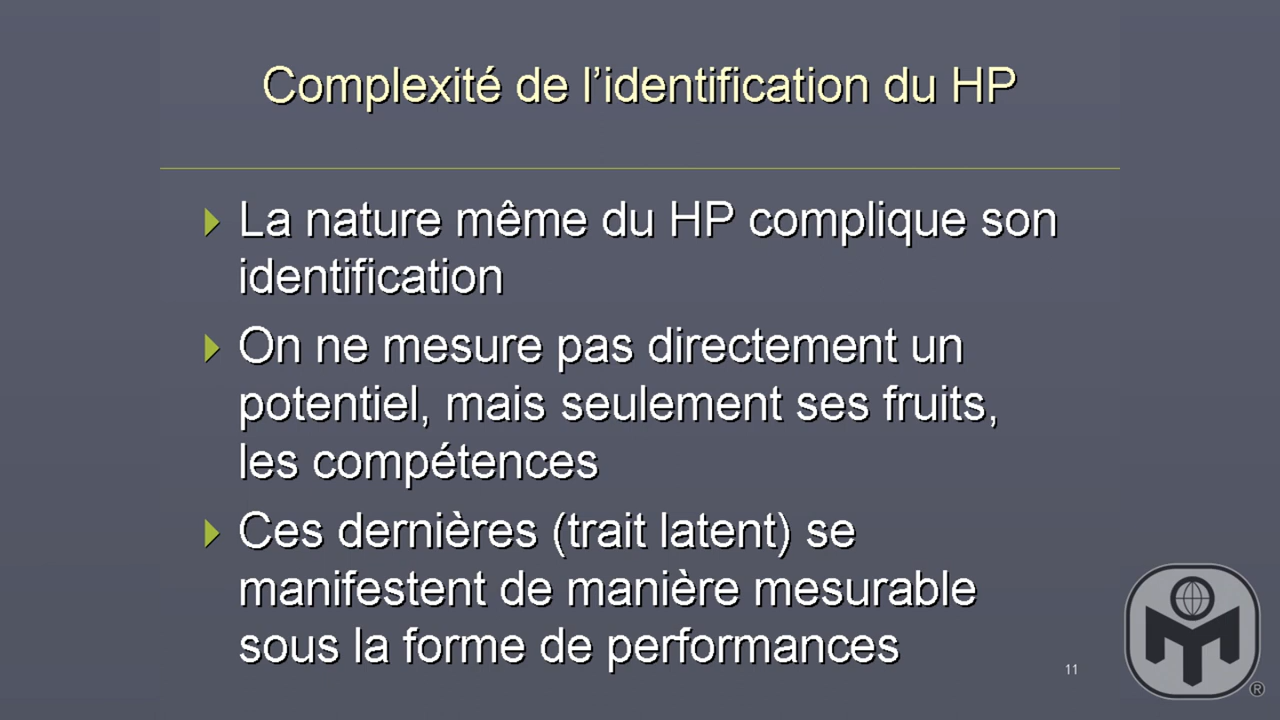 Complexité de l’identification du HP
La nature même du HP complique son
identification
On ne mesure pas directement un
potentiel, mais seulement ses fruits,
les compétences
Ces dernières (trait latent) se
manifestent de manière mesurable
sous la forme de performances
11
®